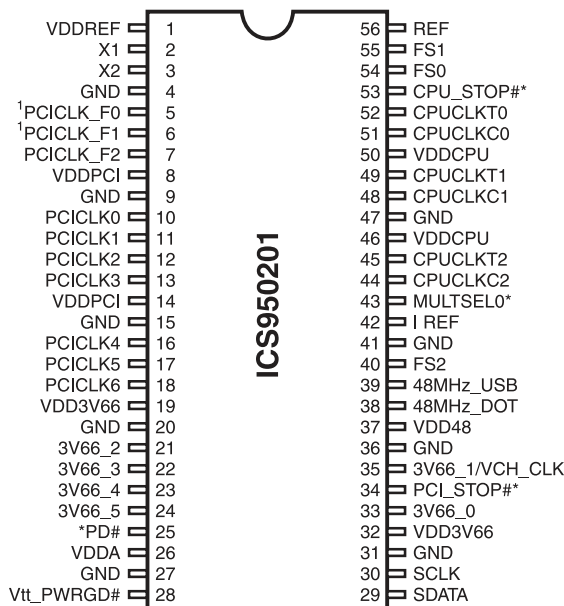 VDDREF 1 56 REF
X1 2 55 FS1
X2 3 54 FS0
GND 4 53 CPU_STOP#*
¹PCICLK_F0 5 52 CPUCLKT0
¹PCICLK_F1 6 51 CPUCLKC0
PCICLK_F2 7 50 VDDCPU
VDDPCI 8 49 CPUCLKT1
GND 9 48 CPUCLKC1
PCICLK0 10 47 GND
PCICLK1 11 46 VDDCPU
PCICLK2 12 45 CPUCLKT2
PCICLK3 13 44 CPUCLKC2
VDDPCI 14 43 MULTSEL0*
GND 15 42 I REF
PCICLK4 16 41 GND
PCICLK5 17 40 FS2
PCICLK6 18 39 48MHz_USB
VDD3V66 19 38 48MHz_DOT
GND 20 37 VDD48
3V66_2 21 36 GND
3V66_3 22 35 3V66_1/VCH_CLK
3V66_4 23 34 PCI_STOP#*
3V66_5 24 33 3V66_0
*PD# 25 32 VDD3V66
VDDA 26 31 GND
GND 27 30 SCLK
Vtt_PWRGD# 28 29 SDATA
ICS950201